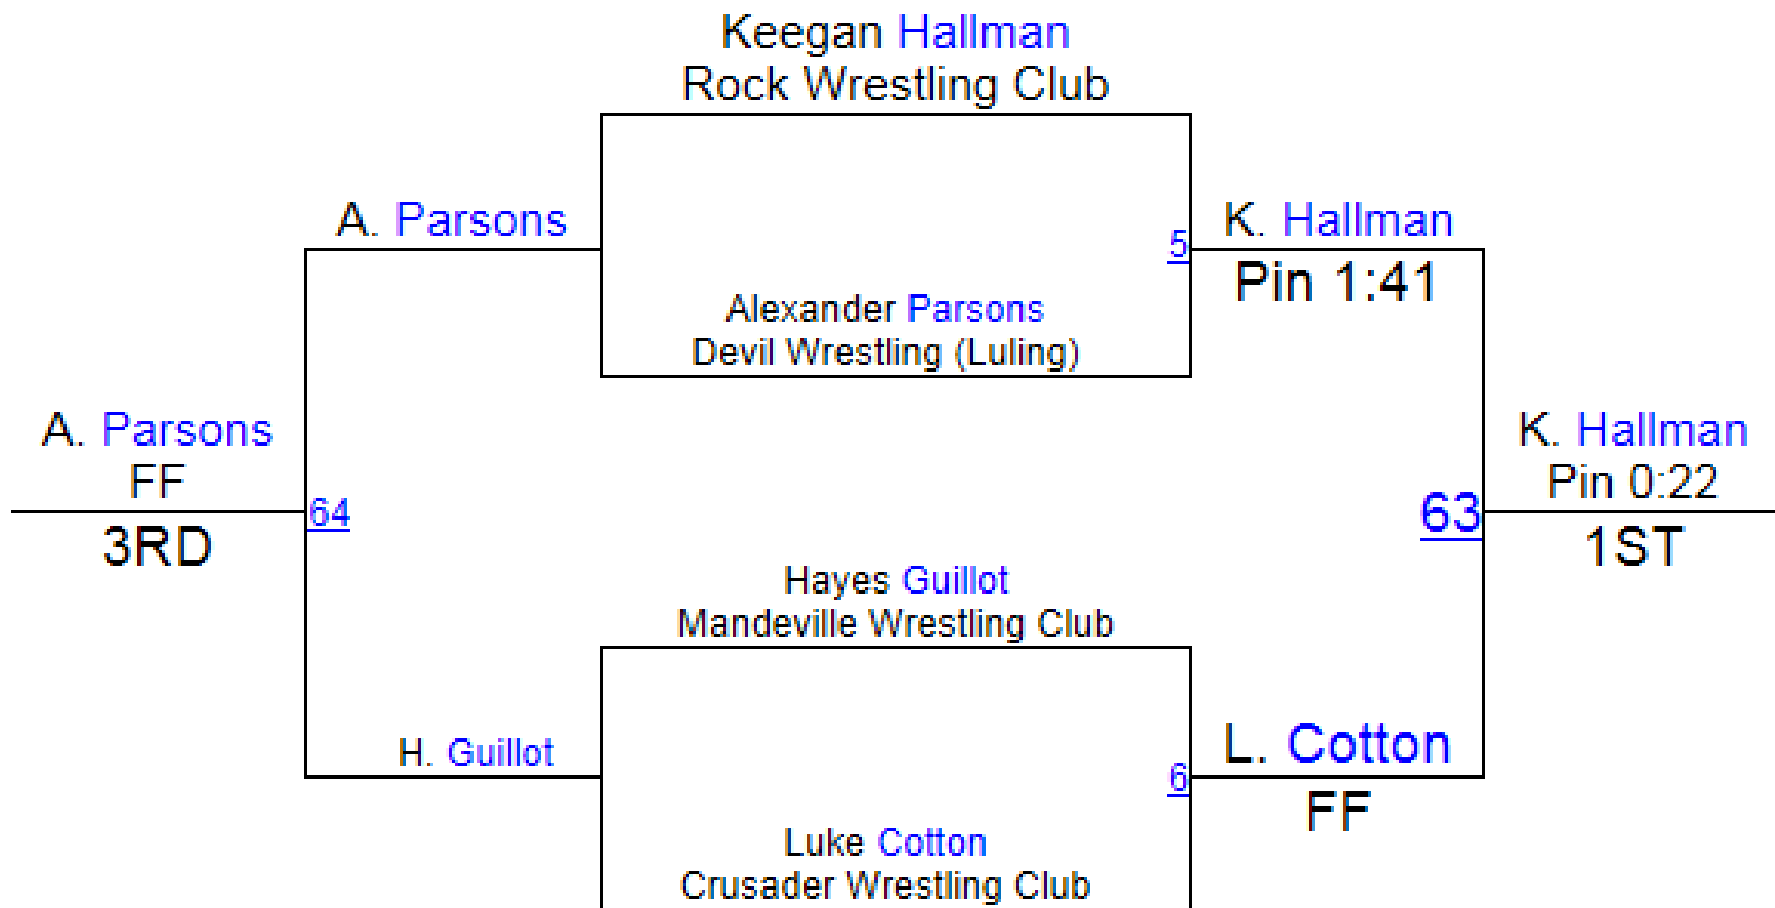 Keegan Hallman
Rock Wrestling Club
A. Parsons
5
K. Hallman
Pin 1:41
Alexander Parsons
Devil Wrestling (Luling)
A. Parsons
FF
3RD
64
63
K. Hallman
Pin 0:22
1ST
Hayes Guillot
Mandeville Wrestling Club
H. Guillot
6
L. Cotton
FF
Luke Cotton
Crusader Wrestling Club